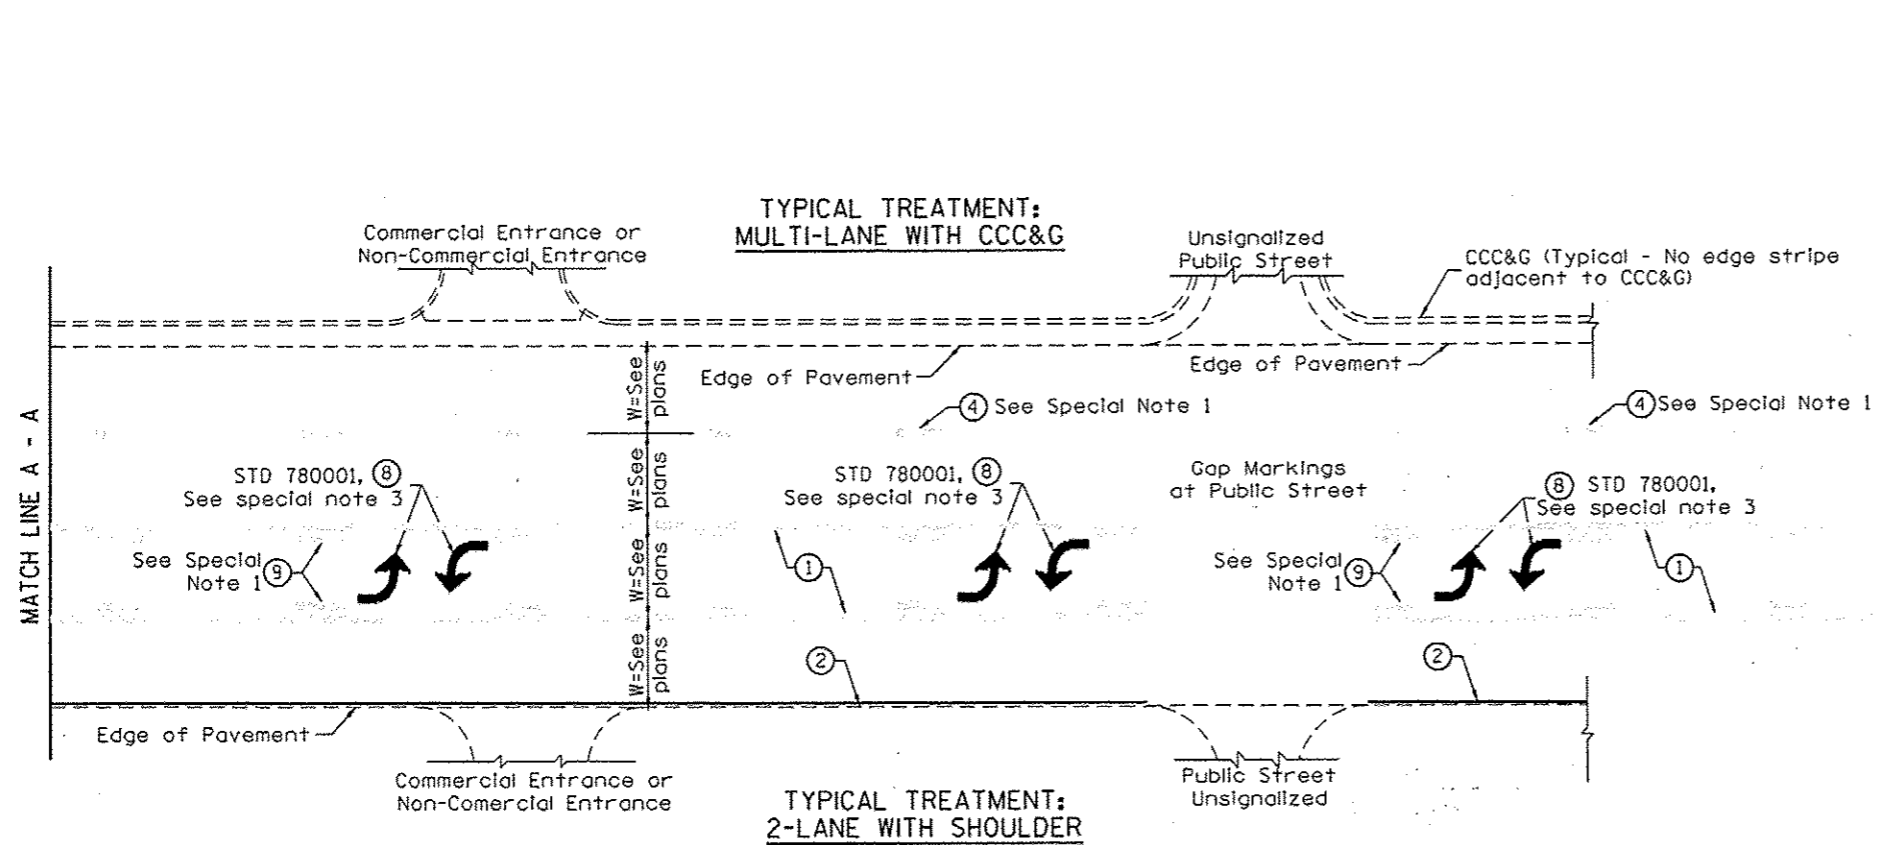 TYPICAL TREATMENT:
MULTI-LANE WITH CCC&G
Commercial Entrance or
Non-Commercial Entrance
Unsignalized
Public Street
CCC&G (Typical - No edge stripe
adjacent to CCC&G)
Edge of Pavement
Edge of Pavement
W=See
plans
4 See Special Note 1
4 See Special Note 1
MATCH LINE A - A
STD 780001, 8
See special note 3
W=See
plans
STD 780001, 8
See special note 3
Gap Markings
at Public Street
8 STD 780001,
See special note 3
See Special
Note 1 9
W=See
plans
1
See Special
Note 1 9
1
W=See
plans
2
2
Edge of Pavement
Commercial Entrance or
Non-Comercial Entrance
Public Street
Unsignalized
TYPICAL TREATMENT:
2-LANE WITH SHOULDER